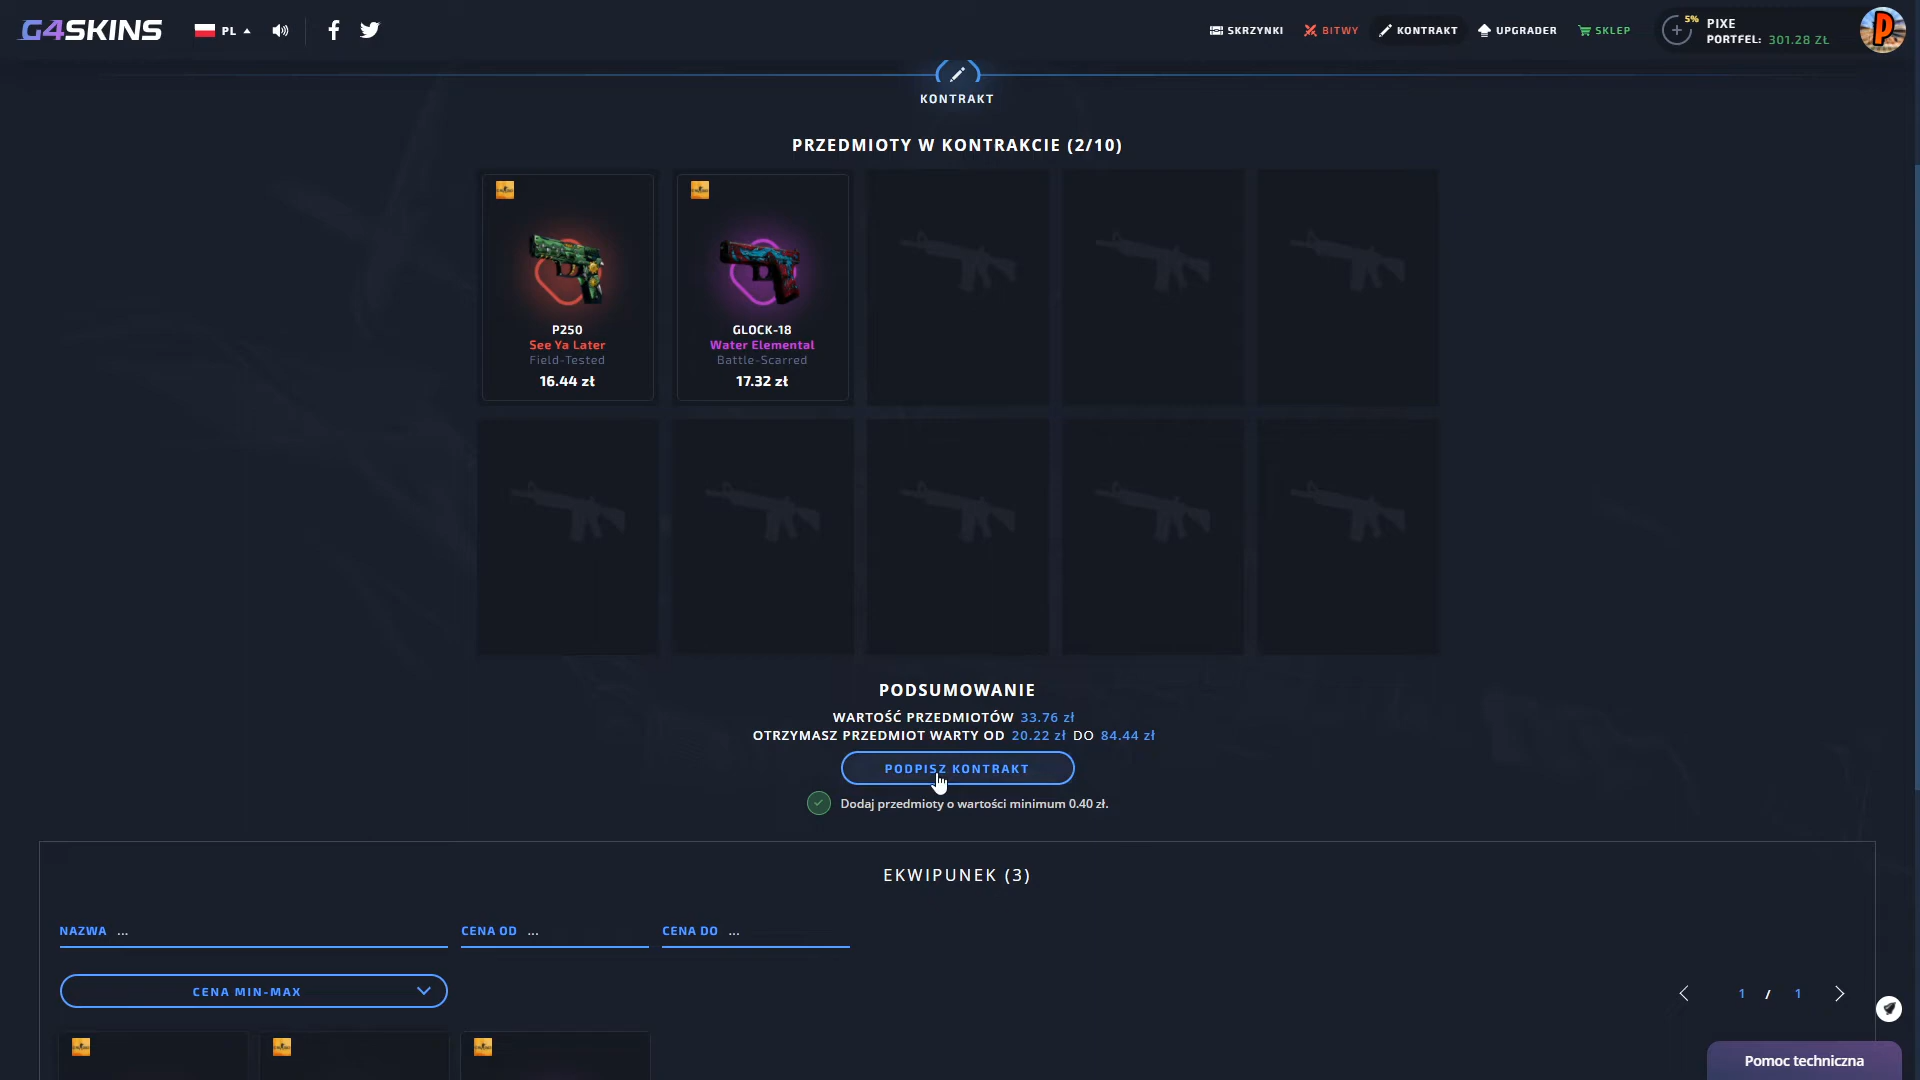 G4SKINS
PL
SKRZYNKI
BITWY
KONTRAKT
UPGRADER
SKLEP
5%
PIXE
PORTFEL: 301.28 ZŁ
P
KONTRAKT
PRZEDMIOTY W KONTRAKCIE (2/10)
P250
See Ya Later
Field-Tested
16.44 zł
GLOCK-18
Water Elemental
Battle-Scarred
17.32 zł
PODSUMOWANIE
WARTOŚĆ PRZEDMIOTÓW 33.76 zł
OTRZYMASZ PRZEDMIOT WARTY OD 20.22 zł DO 84.44 zł
PODPISZ KONTRAKT
Dodaj przedmioty o wartości minimum 0.40 zł.
EKWIPUNEK (3)
NAZWA ...
CENA OD ...
CENA DO ...
CENA MIN-MAX
1 / 1
Pomoc techniczna